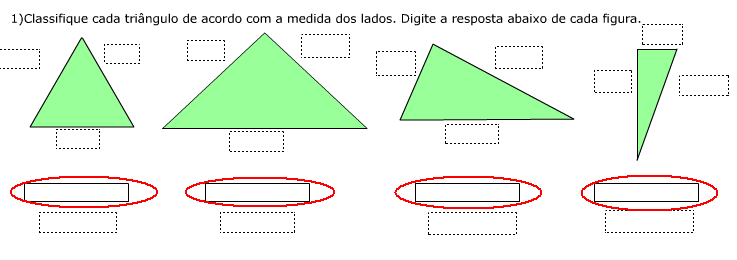 1)Classifique cada triângulo de acordo com a medida dos lados. Digite a resposta abaixo de cada figura.